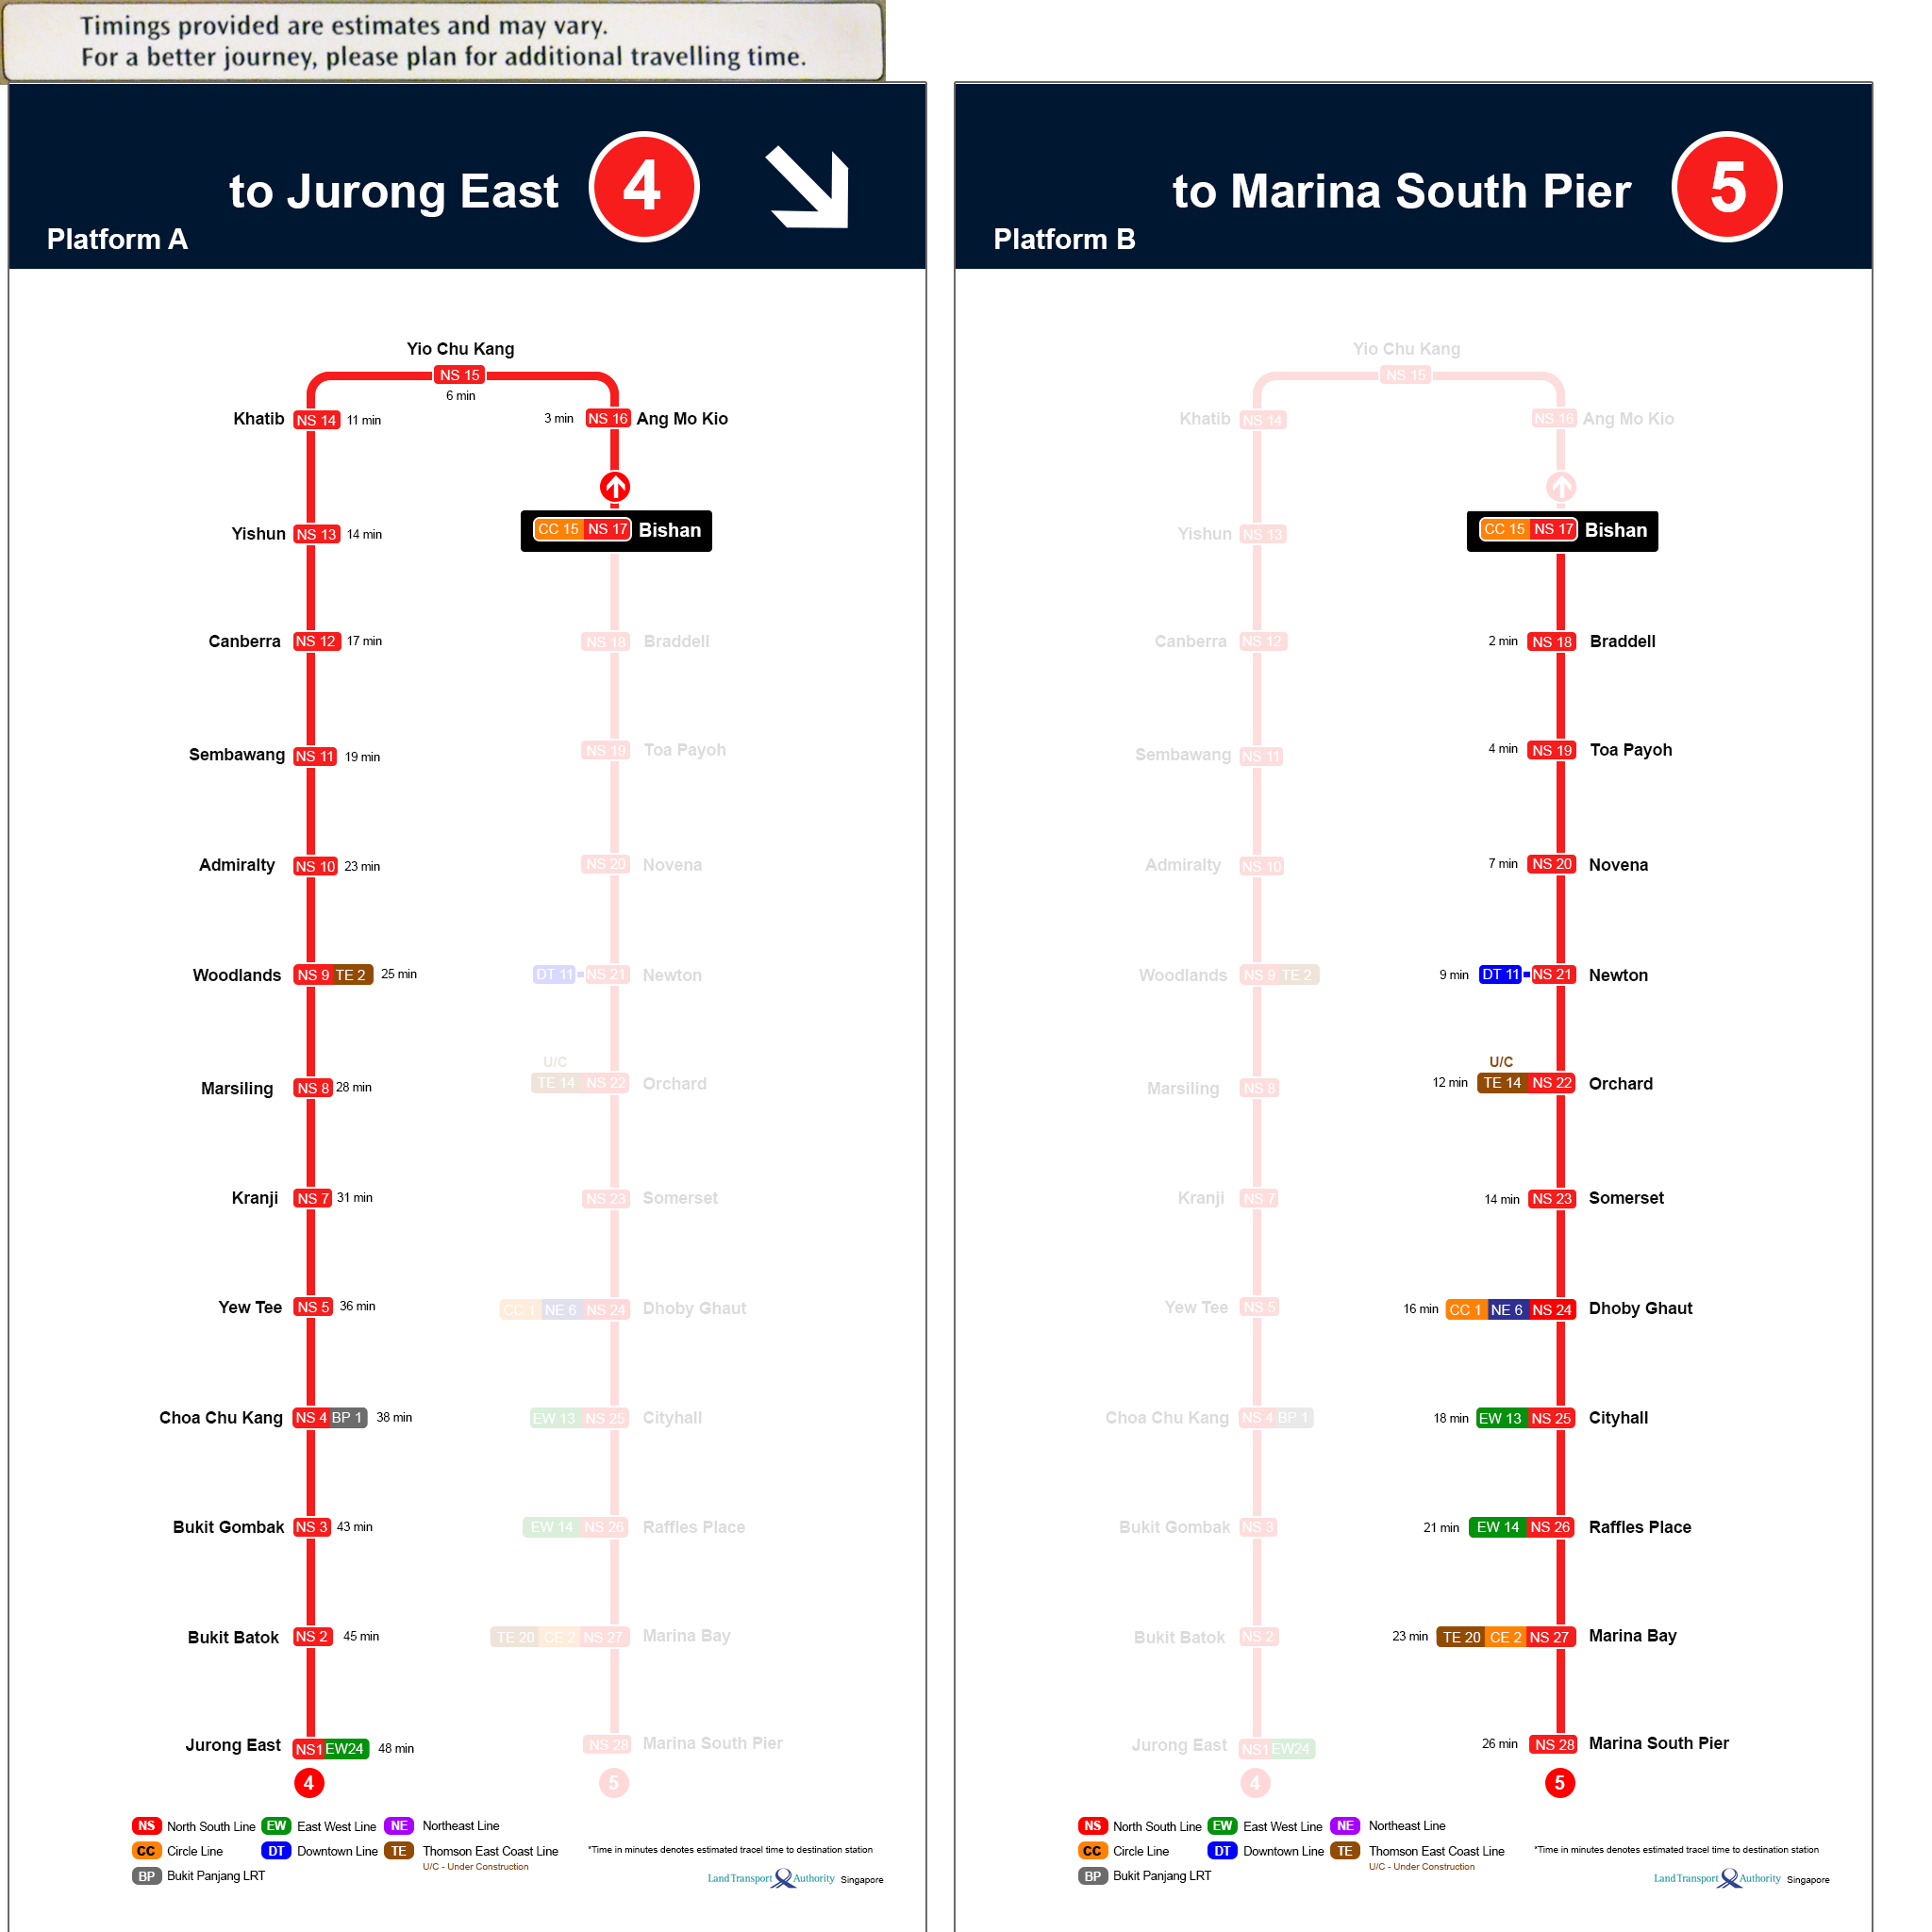 Timings provided are estimates and may vary.
For a better journey, please plan for additional travelling time.
to Jurong East 4
Platform A
Yio Chu Kang
NS 15
6 min
Khatib NS 14 11 min
3 min NS 16 Ang Mo Kio
CC 15 NS 17 Bishan
Yishun NS 13 14 min
Canberra NS 12 17 min
NS 18 Braddell
Sembawang NS 11 19 min
NS 19 Toa Payoh
Admiralty NS 10 23 min
NS 20 Novena
Woodlands NS 9 TE 2 25 min
DT 11 NS 21 Newton
U/C
Marsiling NS 8 28 min
TE 14 NS 22 Orchard
Kranji NS 7 31 min
NS 23 Somerset
Yew Tee NS 5 36 min
CC 1 NE 6 NS 24 Dhoby Ghaut
Choa Chu Kang NS 4 BP 1 38 min
EW 13 NS 25 Cityhall
Bukit Gombak NS 3 43 min
EW 14 NS 26 Raffles Place
Bukit Batok NS 2 45 min
TE 20 CE 2 NS 27 Marina Bay
Jurong East NS1 EW24 48 min
NS 28 Marina South Pier
4
5
NS North South Line EW East West Line NE Northeast Line
CC Circle Line DT Downtown Line TE Thomson East Coast Line
U/C - Under Construction
BP Bukit Panjang LRT
*Time in minutes denotes estimated tracel time to destination station
Land Transport Authority Singapore
to Marina South Pier 5
Platform B
Yio Chu Kang
NS 15
Khatib NS 14
NS 16 Ang Mo Kio
CC 15 NS 17 Bishan
Yishun NS 13
Canberra NS 12
2 min NS 18 Braddell
Sembawang NS 11
4 min NS 19 Toa Payoh
Admiralty NS 10
7 min NS 20 Novena
Woodlands NS 9 TE 2
9 min DT 11 NS 21 Newton
U/C
Marsiling NS 8
12 min TE 14 NS 22 Orchard
Kranji NS 7
14 min NS 23 Somerset
Yew Tee NS 5
16 min CC 1 NE 6 NS 24 Dhoby Ghaut
Choa Chu Kang NS 4 BP 1
18 min EW 13 NS 25 Cityhall
Bukit Gombak NS 3
21 min EW 14 NS 26 Raffles Place
Bukit Batok NS 2
23 min TE 20 CE 2 NS 27 Marina Bay
Jurong East NS1 EW24
26 min NS 28 Marina South Pier
4
5
NS North South Line EW East West Line NE Northeast Line
CC Circle Line DT Downtown Line TE Thomson East Coast Line
U/C - Under Construction
BP Bukit Panjang LRT
*Time in minutes denotes estimated tracel time to destination station
Land Transport Authority Singapore